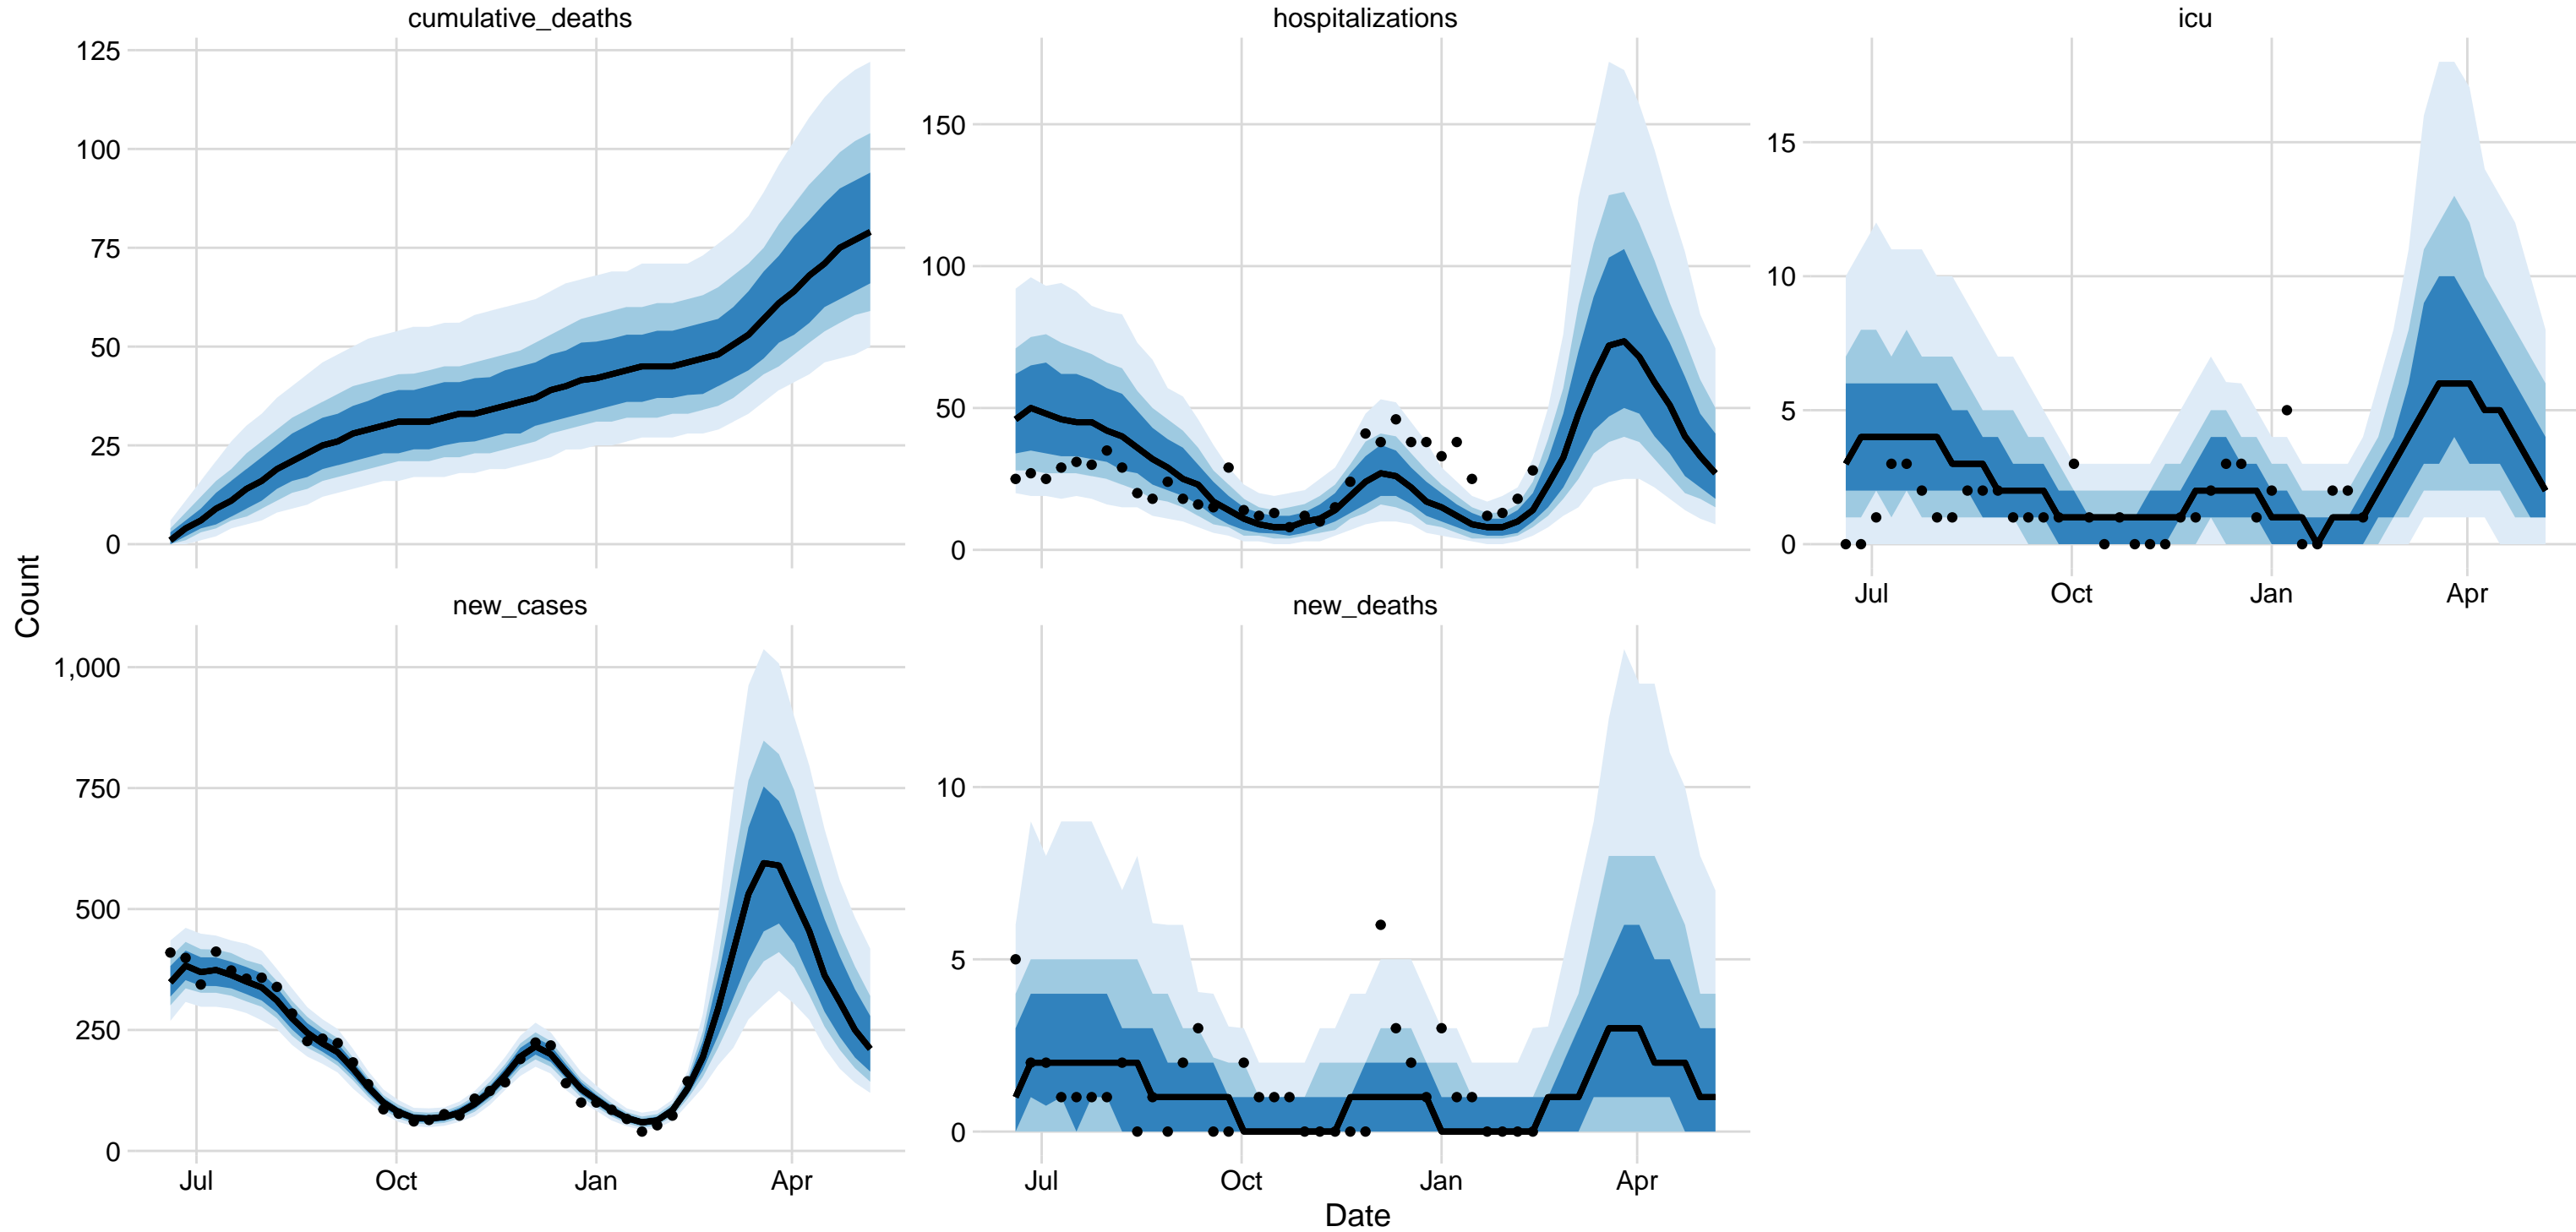 cumulative_deaths
125
100
75
50
25
0
hospitalizations
150
100
50
0
icu
15
10
5
0
Jul Oct Jan Apr
Count
new_cases
1,000
750
500
250
0
Jul Oct Jan Apr
new_deaths
10
5
0
Jul Oct Jan Apr
Date